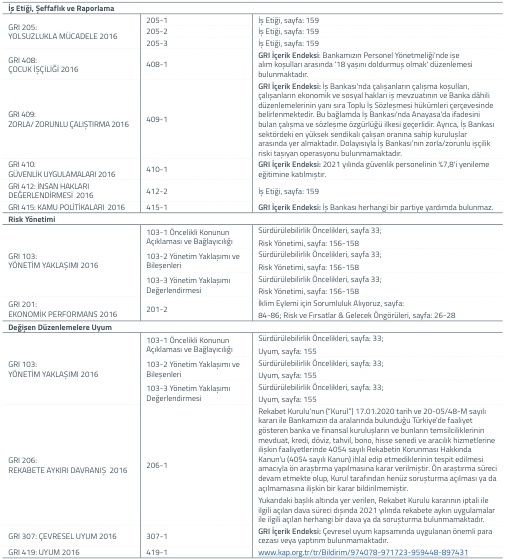 İş Etiği, Şeffaflık ve Raporlama
GRI 205:
YOLSUZLUKLA MÜCADELE 2016
205-1
İş Etiği, sayfa: 159
205-2
İş Etiği, sayfa: 159
205-3
İş Etiği, sayfa: 159
GRI 408:
ÇOCUK İŞÇİLİĞİ 2016
408-1
GRI İçerik Endeksi: Bankamızın Personel Yönetmeliği'nde işe
alım koşulları arasında '18 yaşını doldurmuş olmak' düzenlemesi
bulunmaktadır.
GRI 409:
ZORLA/ ZORUNLU ÇALIŞTIRMA 2016
409-1
GRI İçerik Endeksi: İş Bankası'nda çalışanların çalışma koşulları,
çalışanların ekonomik ve sosyal hakları iş mevzuatının ve Banka dâhili
düzenlemelerinin yanı sıra Toplu İş Sözleşmesi hükümleri çerçevesinde
belirlenmektedir. Bu bağlamda İş Bankası'nda Anayasa'da ifadesini
bulan çalışma ve sözleşme özgürlüğü ilkesi geçerlidir. Ayrıca, İş Bankası
sektördeki en yüksek sendikalı çalışan oranına sahip kuruluşlar
arasında yer almaktadır. Dolayısıyla İş Bankası'nın zorla/zorunlu işçilik
riski taşıyan operasyonu bulunmamaktadır.
GRI 410:
GÜVENLİK UYGULAMALARI 2016
410-1
GRI İçerik Endeksi: 2021 yılında güvenlik personelinin %7,8'i yenileme
eğitimine katılmıştır.
GRI 412: İNSAN HAKLARI
DEĞERLENDİRMESİ 2016
412-2
İş Etiği, sayfa: 159
GRI 415: KAMU POLİTİKALARI 2016
415-1
GRI İçerik Endeksi: İş Bankası herhangi bir partiye yardımda bulunmaz.
Risk Yönetimi
GRI 103:
YÖNETİM YAKLAŞIMI 2016
103-1 Öncelikli Konunun
Açıklaması ve Bağlayıcılığı
Sürdürülebilirlik Öncelikleri, sayfa 33;
Risk Yönetimi, sayfa: 156-158
103-2 Yönetim Yaklaşımı ve
Bileşenleri
Sürdürülebilirlik Öncelikleri, sayfa 33;
Risk Yönetimi, sayfa: 156-158
103-3 Yönetim Yaklaşımı
Değerlendirmesi
Sürdürülebilirlik Öncelikleri, sayfa 33;
Risk Yönetimi, sayfa: 156-158
GRI 201:
EKONOMİK PERFORMANS 2016
201-2
İklim Eylemi için Sorumluluk Alıyoruz, sayfa:
84-86; Risk ve Fırsatlar & Gelecek Öngörüleri, sayfa: 26-28
Değişen Düzenlemelere Uyum
GRI 103:
YÖNETİM YAKLAŞIMI 2016
103-1 Öncelikli Konunun
Açıklaması ve Bağlayıcılığı
Sürdürülebilirlik Öncelikleri, sayfa: 33;
Uyum, sayfa: 155
103-2 Yönetim Yaklaşımı ve
Bileşenleri
Sürdürülebilirlik Öncelikleri, sayfa: 33;
Uyum, sayfa: 155
103-3 Yönetim Yaklaşımı
Değerlendirmesi
Sürdürülebilirlik Öncelikleri, sayfa: 33;
Uyum, sayfa: 155
GRI 206:
REKABETE AYKIRI DAVRANIŞ 2016
206-1
Rekabet Kurulu'nun ("Kurul") 17.01.2020 tarih ve 20-05/48-M sayılı
kararı ile Bankamızın da aralarında bulunduğu Türkiye'de faaliyet
gösteren banka ve finansal kuruluşların ve bunların temsilciliklerinin
mevduat, kredi, döviz, tahvil, bono, hisse senedi ve aracılık hizmetlerine
ilişkin faaliyetlerinde 4054 sayılı Rekabetin Korunması Hakkında
Kanun'u (4054 sayılı Kanun) ihlal edip etmediklerinin tespit edilmesi
amacıyla ön araştırma yapılmasına karar verilmiştir. Ön araştırma süreci
devam etmekte olup, Kurul tarafından henüz soruşturma açılması ya da
açılmamasına ilişkin bir karar bildirilmemiştir.
Yukarıdaki başlık altında yer verilen, Rekabet Kurulu kararının iptali ile
ilgili açılan dava süreci dışında 2021 yılında rekabete aykırı uygulamalar
ile ilgili açılan herhangi bir dava ya da soruşturma bulunmamaktadır.
GRI 307: ÇEVRESEL UYUM 2016
307-1
GRI İçerik Endeksi: Çevresel uyum kapsamında uygulanan önemli para
cezası veya yaptırım bulunmamaktadır.
GRI 419: UYUM 2016
419-1
www.kap.org.tr/tr/Bildirim/974078-971723-959448-897431